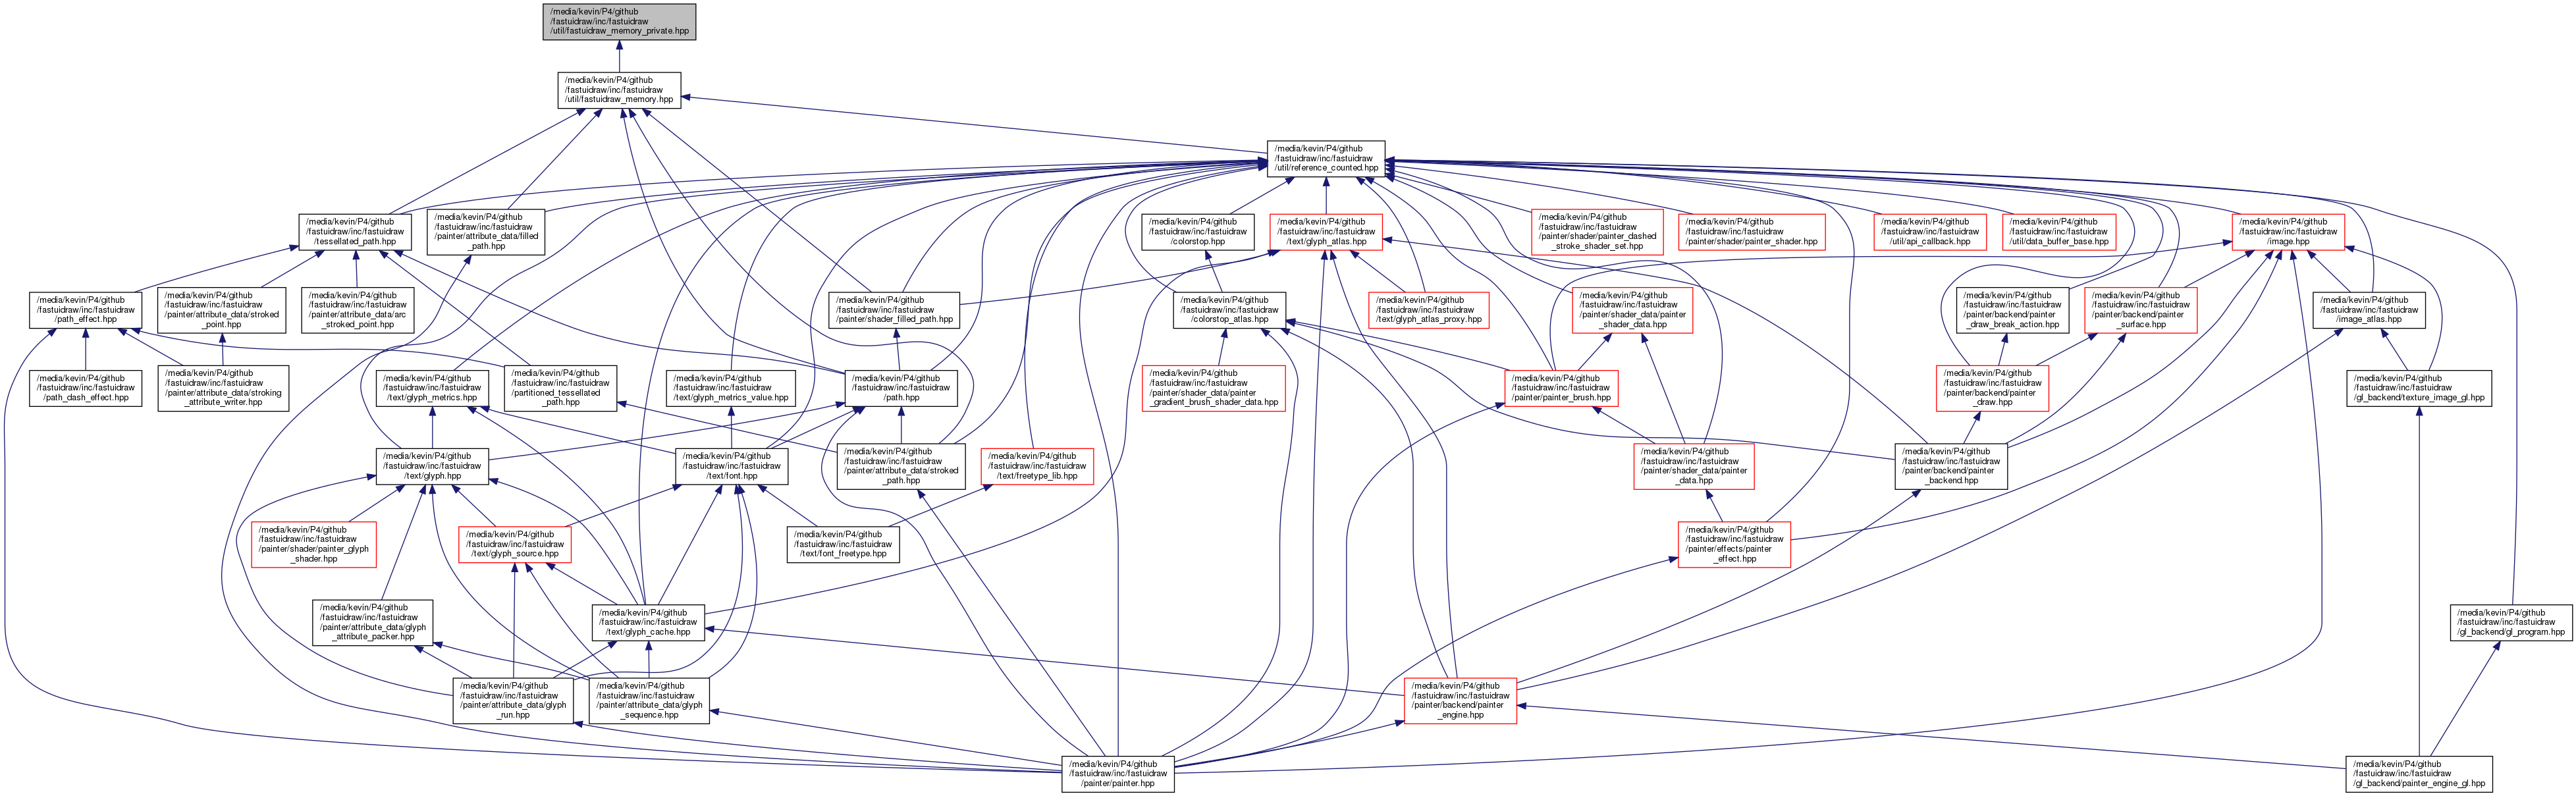 /media/kevin/P4/github
/fastuidraw/inc/fastuidraw
/util/fastuidraw_memory_private.hpp
/media/kevin/P4/github
/fastuidraw/inc/fastuidraw
/util/fastuidraw_memory.hpp
/media/kevin/P4/github
/fastuidraw/inc/fastuidraw
/util/reference_counted.hpp
/media/kevin/P4/github
/fastuidraw/inc/fastuidraw
/tessellated_path.hpp
/media/kevin/P4/github
/fastuidraw/inc/fastuidraw
/painter/attribute_data/filled
_path.hpp
/media/kevin/P4/github
/fastuidraw/inc/fastuidraw
/colorstop.hpp
/media/kevin/P4/github
/fastuidraw/inc/fastuidraw
/text/glyph_atlas.hpp
/media/kevin/P4/github
/fastuidraw/inc/fastuidraw
/painter/shader/painter_dashed
_stroke_shader_set.hpp
/media/kevin/P4/github
/fastuidraw/inc/fastuidraw
/painter/shader/painter_shader.hpp
/media/kevin/P4/github
/fastuidraw/inc/fastuidraw
/util/api_callback.hpp
/media/kevin/P4/github
/fastuidraw/inc/fastuidraw
/util/data_buffer_base.hpp
/media/kevin/P4/github
/fastuidraw/inc/fastuidraw
/image.hpp
/media/kevin/P4/github
/fastuidraw/inc/fastuidraw
/path_effect.hpp
/media/kevin/P4/github
/fastuidraw/inc/fastuidraw
/painter/attribute_data/stroked
_point.hpp
/media/kevin/P4/github
/fastuidraw/inc/fastuidraw
/painter/attribute_data/arc
_stroked_point.hpp
/media/kevin/P4/github
/fastuidraw/inc/fastuidraw
/painter/shader_filled_path.hpp
/media/kevin/P4/github
/fastuidraw/inc/fastuidraw
/colorstop_atlas.hpp
/media/kevin/P4/github
/fastuidraw/inc/fastuidraw
/text/glyph_atlas_proxy.hpp
/media/kevin/P4/github
/fastuidraw/inc/fastuidraw
/painter/shader_data/painter
_shader_data.hpp
/media/kevin/P4/github
/fastuidraw/inc/fastuidraw
/painter/backend/painter
_draw_break_action.hpp
/media/kevin/P4/github
/fastuidraw/inc/fastuidraw
/painter/backend/painter
_surface.hpp
/media/kevin/P4/github
/fastuidraw/inc/fastuidraw
/image_atlas.hpp
/media/kevin/P4/github
/fastuidraw/inc/fastuidraw
/path_dash_effect.hpp
/media/kevin/P4/github
/fastuidraw/inc/fastuidraw
/painter/attribute_data/stroking
_attribute_writer.hpp
/media/kevin/P4/github
/fastuidraw/inc/fastuidraw
/text/glyph_metrics.hpp
/media/kevin/P4/github
/fastuidraw/inc/fastuidraw
/partitioned_tessellated
_path.hpp
/media/kevin/P4/github
/fastuidraw/inc/fastuidraw
/text/glyph_metrics_value.hpp
/media/kevin/P4/github
/fastuidraw/inc/fastuidraw
/path.hpp
/media/kevin/P4/github
/fastuidraw/inc/fastuidraw
/painter/shader_data/painter
_gradient_brush_shader_data.hpp
/media/kevin/P4/github
/fastuidraw/inc/fastuidraw
/painter/painter_brush.hpp
/media/kevin/P4/github
/fastuidraw/inc/fastuidraw
/painter/backend/painter
_draw.hpp
/media/kevin/P4/github
/fastuidraw/inc/fastuidraw
/gl_backend/texture_image_gl.hpp
/media/kevin/P4/github
/fastuidraw/inc/fastuidraw
/text/glyph.hpp
/media/kevin/P4/github
/fastuidraw/inc/fastuidraw
/text/font.hpp
/media/kevin/P4/github
/fastuidraw/inc/fastuidraw
/painter/attribute_data/stroked
_path.hpp
/media/kevin/P4/github
/fastuidraw/inc/fastuidraw
/text/freetype_lib.hpp
/media/kevin/P4/github
/fastuidraw/inc/fastuidraw
/painter/shader_data/painter
_data.hpp
/media/kevin/P4/github
/fastuidraw/inc/fastuidraw
/painter/backend/painter
_backend.hpp
/media/kevin/P4/github
/fastuidraw/inc/fastuidraw
/painter/shader/painter_glyph
_shader.hpp
/media/kevin/P4/github
/fastuidraw/inc/fastuidraw
/text/glyph_source.hpp
/media/kevin/P4/github
/fastuidraw/inc/fastuidraw
/text/font_freetype.hpp
/media/kevin/P4/github
/fastuidraw/inc/fastuidraw
/painter/effects/painter
_effect.hpp
/media/kevin/P4/github
/fastuidraw/inc/fastuidraw
/painter/attribute_data/glyph
_attribute_packer.hpp
/media/kevin/P4/github
/fastuidraw/inc/fastuidraw
/text/glyph_cache.hpp
/media/kevin/P4/github
/fastuidraw/inc/fastuidraw
/gl_backend/gl_program.hpp
/media/kevin/P4/github
/fastuidraw/inc/fastuidraw
/painter/attribute_data/glyph
_run.hpp
/media/kevin/P4/github
/fastuidraw/inc/fastuidraw
/painter/attribute_data/glyph
_sequence.hpp
/media/kevin/P4/github
/fastuidraw/inc/fastuidraw
/painter/backend/painter
_engine.hpp
/media/kevin/P4/github
/fastuidraw/inc/fastuidraw
/painter/painter.hpp
/media/kevin/P4/github
/fastuidraw/inc/fastuidraw
/gl_backend/painter_engine_gl.hpp